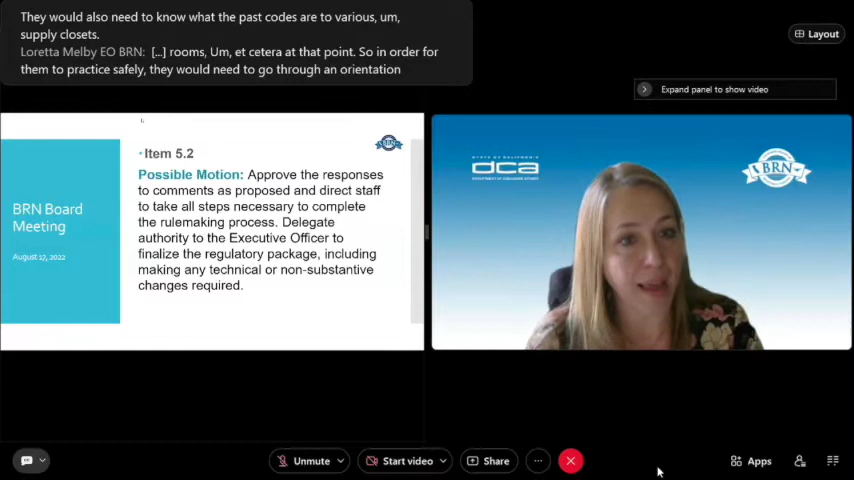 They would also need to know what the past codes are to various, um,
supply closets.
Loretta Melby EO BRN: [...] rooms, Um, et cetera at that point. So in order for
them to practice safely, they would need to go through an orientation
Layout
Expand panel to show video
BRN Board
Meeting
August 17, 2022
BRN
• Item 5.2
Possible Motion: Approve the responses
to comments as proposed and direct staff
to take all steps necessary to complete
the rulemaking process. Delegate
authority to the Executive Officer to
finalize the regulatory package, including
making any technical or non-substantive
changes required.
STATE OF CALIFORNIA
dca
DEPARTMENT OF CONSUMER AFFAIRS
BRN
Unmute
Start video
Share
Apps